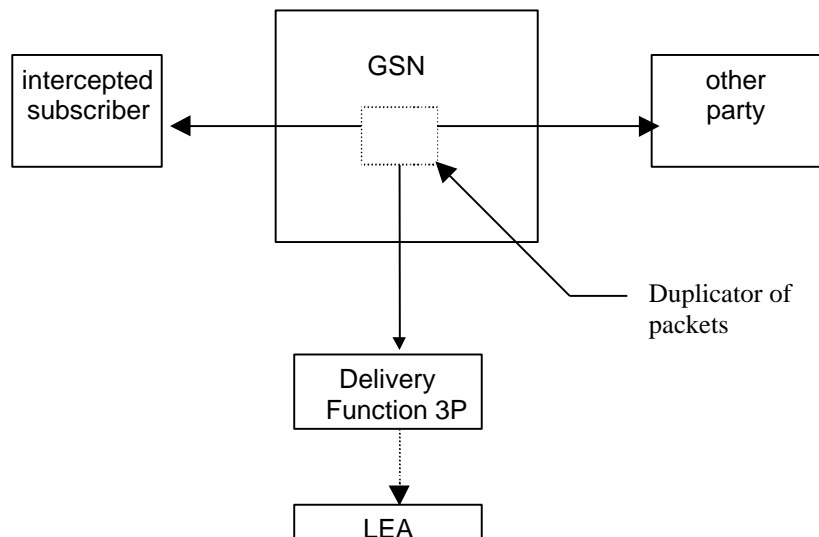 GSN
intercepted
subscriber
other
party
Duplicator of
packets
Delivery
Function 3P
LEA